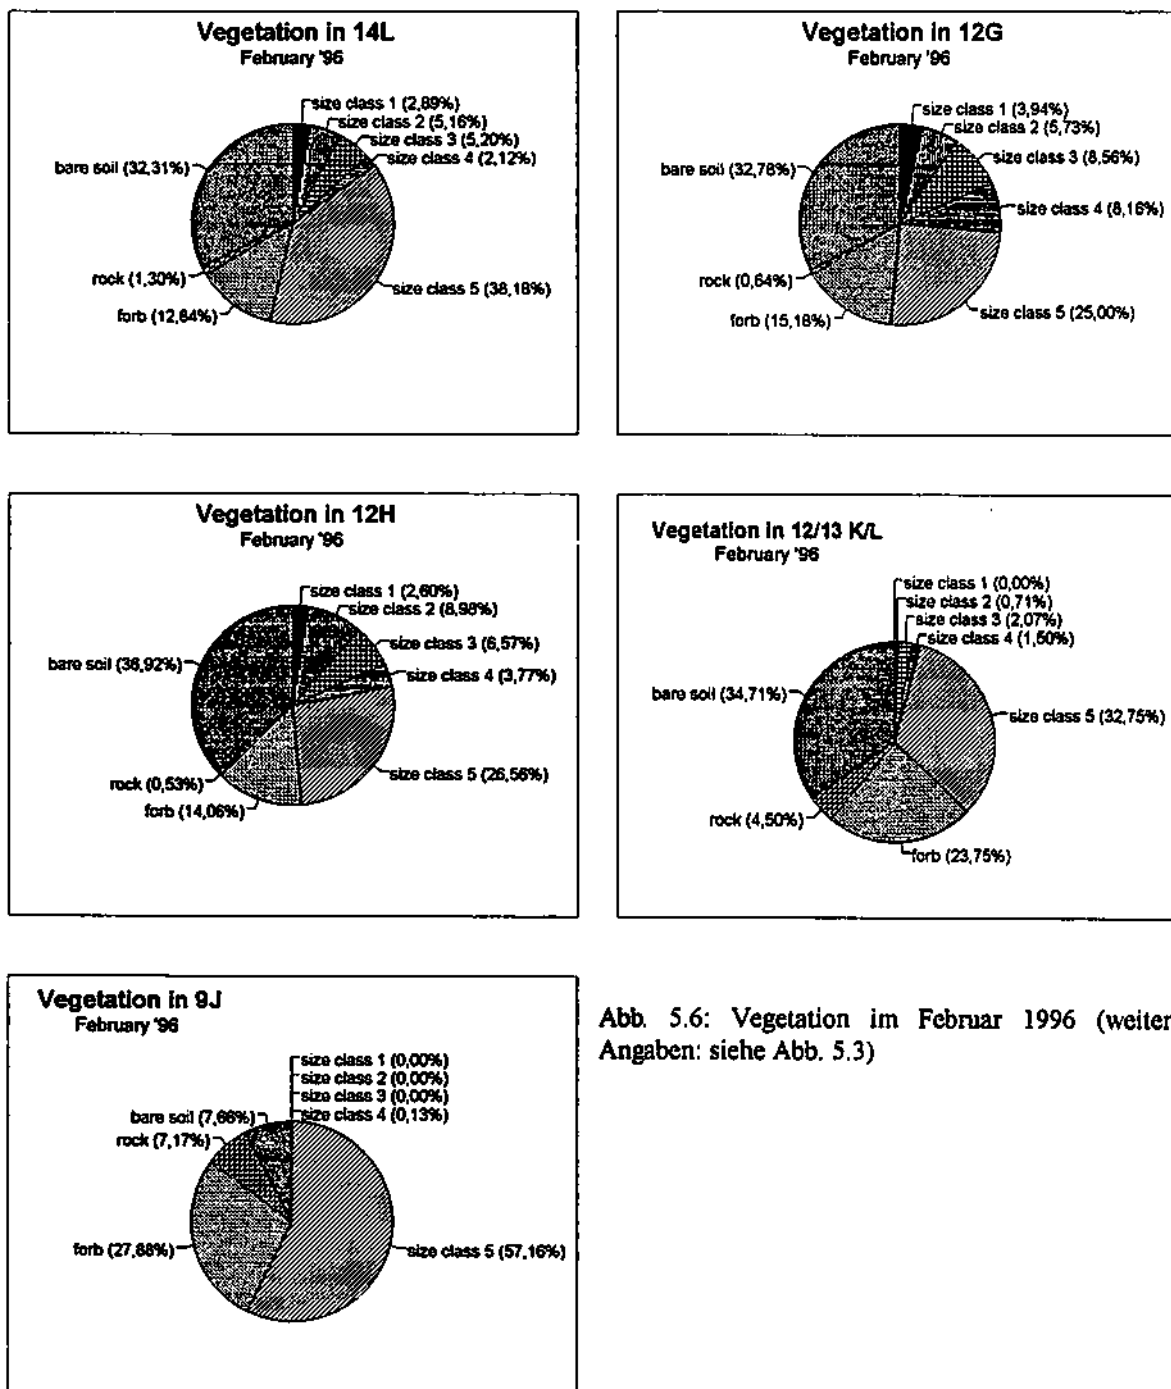 Vegetation in 14L
February '96
size class 1 (2,89%)
size class 2 (5,16%)
size class 3 (5,20%)
size class 4 (2,12%)
bare soil (32,31%)
size class 5 (38,18%)
rock (1,30%)
forb (12,84%)
Vegetation in 12G
February '96
size class 1 (3,94%)
size class 2 (5,73%)
size class 3 (8,56%)
bare soil (32,78%)
size class 4 (8,16%)
rock (0,64%)
forb (15,18%)
size class 5 (25,00%)
Vegetation in 12H
February '96
size class 1 (2,60%)
size class 2 (8,98%)
size class 3 (6,57%)
bare soil (36,92%)
size class 4 (3,77%)
size class 5 (26,56%)
rock (0,53%)
forb (14,06%)
Vegetation in 12/13 K/L
February '96
size class 1 (0,00%)
size class 2 (0,71%)
size class 3 (2,07%)
size class 4 (1,50%)
bare soil (34,71%)
size class 5 (32,75%)
rock (4,50%)
forb (23,75%)
Vegetation in 9J
February '96
size class 1 (0,00%)
size class 2 (0,00%)
size class 3 (0,00%)
size class 4 (0,13%)
bare soil (7,66%)
rock (7,17%)
forb (27,88%)
size class 5 (57,16%)
Abb. 5.6: Vegetation im Februar 1996 (weiter
Angaben: siehe Abb. 5.3)